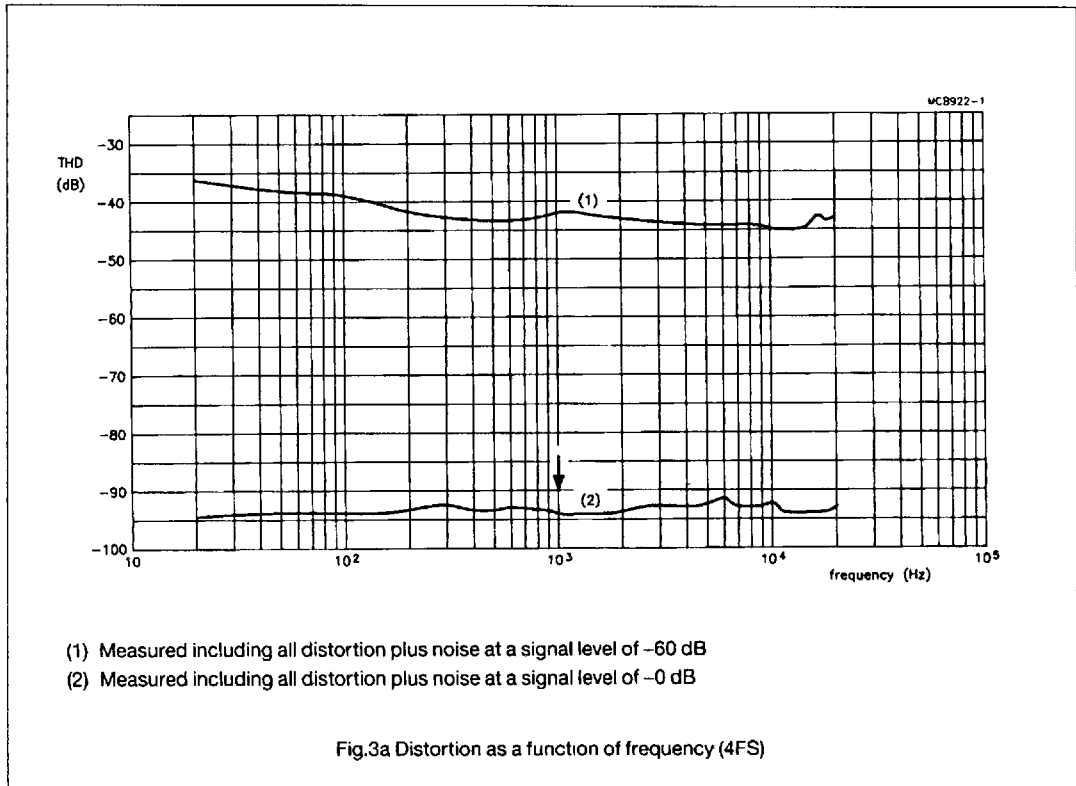 MCB922-1
THD
(dB)
-30
-40
-50
-60
-70
-80
-90
-100
(1)
(2)
10
10²
10³
10⁴
10⁵
frequency (Hz)
(1) Measured including all distortion plus noise at a signal level of -60 dB
(2) Measured including all distortion plus noise at a signal level of -0 dB
Fig.3a Distortion as a function of frequency (4FS)